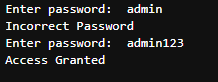 Enter password:  admin
Incorrect Password
Enter password:  admin123
Access Granted